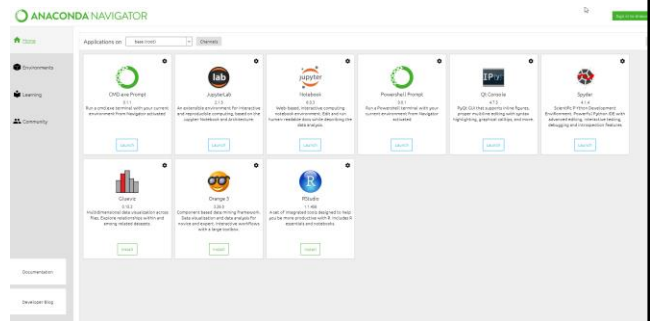 ANACONDA NAVIGATOR
Home
Environments
Learning
Community
Documentation
Developer Blog
Applications on
base (root)
Channels
CMD.exe Prompt
0.1.1
Run a cmd.exe terminal with your current
environment from Navigator activated
Launch
JupyterLab
An extensible environment for interactive
and reproducible computing, based on the
Jupyter Notebook and Architecture.
Launch
Notebook
Web-based, interactive computing
notebook environment. Edit and run
human-readable docs while describing the
data analysis.
Launch
Powershell Prompt
0.0.1
Run a Powershell terminal with your
current environment from Navigator
activated
Launch
Qt Console
PyQt GUI that supports inline figures,
proper multiline editing with syntax
highlighting, graphical calltips, and more.
Launch
Spyder
Scientific PYthon Development
EnviRonment. Powerful Python IDE with
advanced editing, interactive testing,
debugging and introspection features
Launch
Glueviz
Multidimensional data visualization across
files. Explore relationships within and
among related datasets.
Install
Orange 3
Component based data mining framework.
Data visualization and data analysis for
novice and expert. Interactive workflows
with a large toolbox.
Install
RStudio
A set of integrated tools designed to help
you be more productive with R. Includes R
essentials and notebooks.
Install